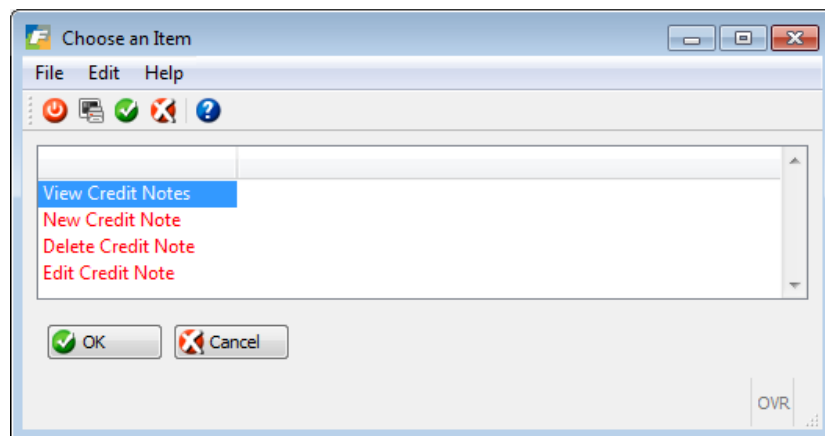 Choose an Item
File Edit Help
View Credit Notes
New Credit Note
Delete Credit Note
Edit Credit Note
OK Cancel
OVR